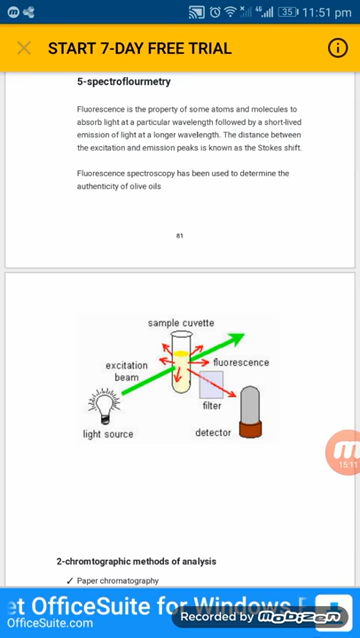 35 11:51 pm
START 7-DAY FREE TRIAL
5-spectroflourmetry
Fluorescence is the property of some atoms and molecules to
absorb light at a particular wavelength followed by a short-lived
emission of light at a longer wavelength. The distance between
the excitation and emission peaks is known as the Stokes shift.
Fluorescence spectroscopy has been used to determine the
authenticity of olive oils
81
sample cuvette
excitation
beam
fluorescence
filter
light source
detector
15:11
2-chromtographic methods of analysis
✓ Paper chromatography
et OfficeSuite for Windows
OfficeSuite.com
Recorded by mobizen